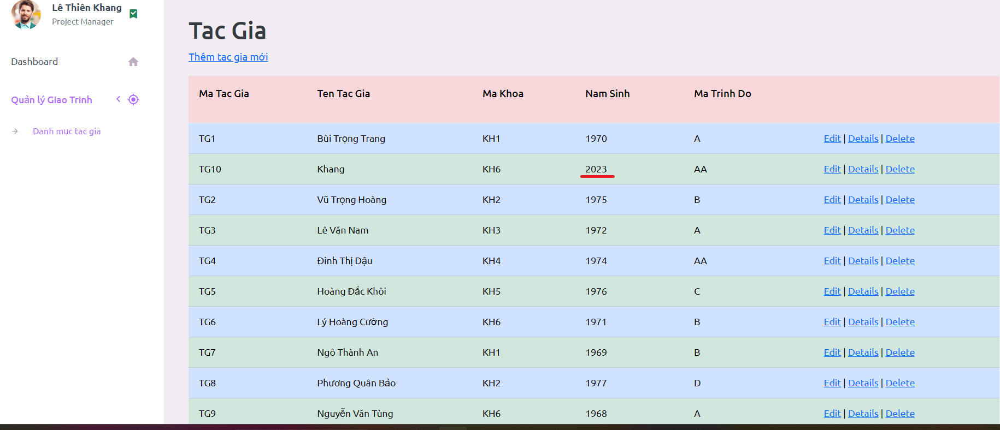 Lê Thiên Khang
Project Manager
Dashboard
Quản lý Giao Trinh
Danh mục tac gia
Tac Gia
Thêm tac gia mới
Ma Tac Gia Ten Tac Gia Ma Khoa Nam Sinh Ma Trinh Do
TG1 Bùi Trọng Trang KH1 1970 A Edit | Details | Delete
TG10 Khang KH6 2023 AA Edit | Details | Delete
TG2 Vũ Trọng Hoàng KH2 1975 B Edit | Details | Delete
TG3 Lê Văn Nam KH3 1972 A Edit | Details | Delete
TG4 Đinh Thị Dậu KH4 1974 AA Edit | Details | Delete
TG5 Hoàng Đắc Khôi KH5 1976 C Edit | Details | Delete
TG6 Lý Hoàng Cường KH6 1971 B Edit | Details | Delete
TG7 Ngô Thành An KH1 1969 B Edit | Details | Delete
TG8 Phương Quân Bảo KH2 1977 D Edit | Details | Delete
TG9 Nguyễn Văn Tùng KH6 1968 A Edit | Details | Delete